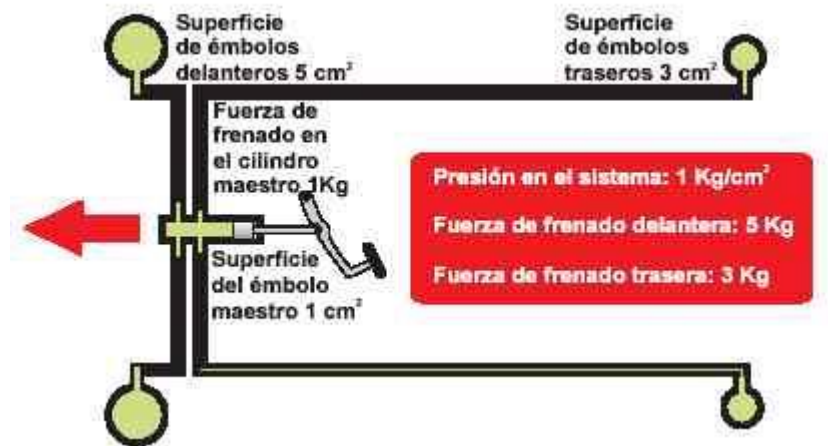 Superficie
de émbolos
delanteros 5 cm²
Superficie
de émbolos
traseros 3 cm²
Fuerza de
frenado en
el cilindro
maestro 1Kg
Superficie
del émbolo
maestro 1 cm²
Presión en el sistema: 1 Kg/cm²
Fuerza de frenado delantera: 5 Kg
Fuerza de frenado trasera: 3 Kg